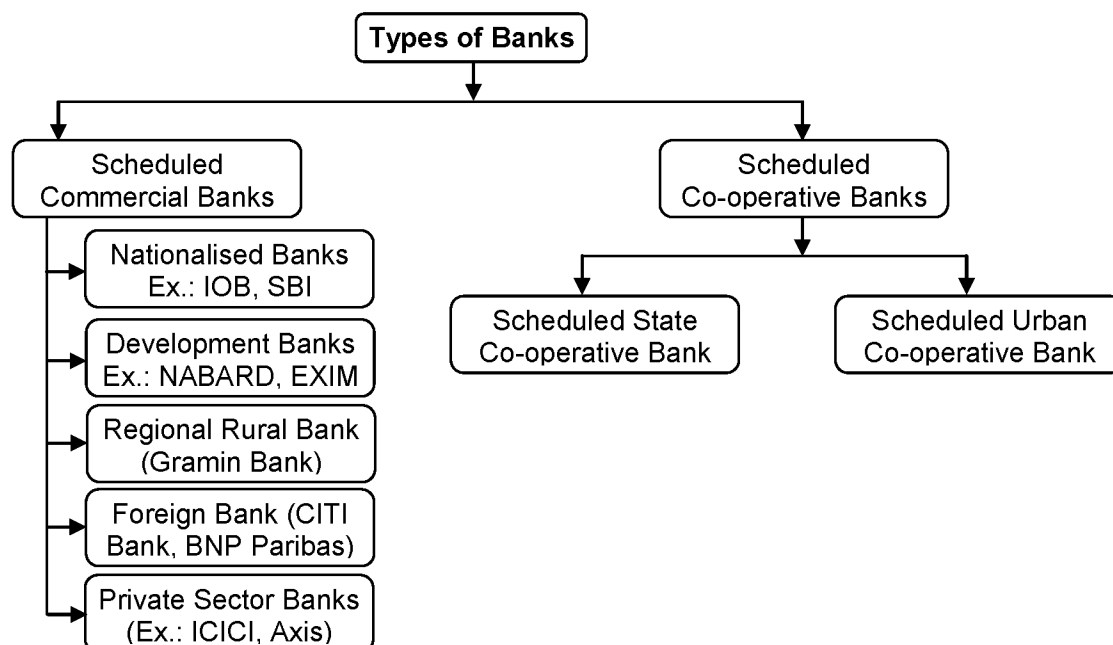 Types of Banks
Scheduled
Commercial Banks
Nationalised Banks
Ex.: IOB, SBI
Development Banks
Ex.: NABARD, EXIM
Regional Rural Bank
(Gramin Bank)
Foreign Bank (CITI
Bank, BNP Paribas)
Private Sector Banks
(Ex.: ICICI, Axis)
Scheduled
Co-operative Banks
Scheduled State
Co-operative Bank
Scheduled Urban
Co-operative Bank